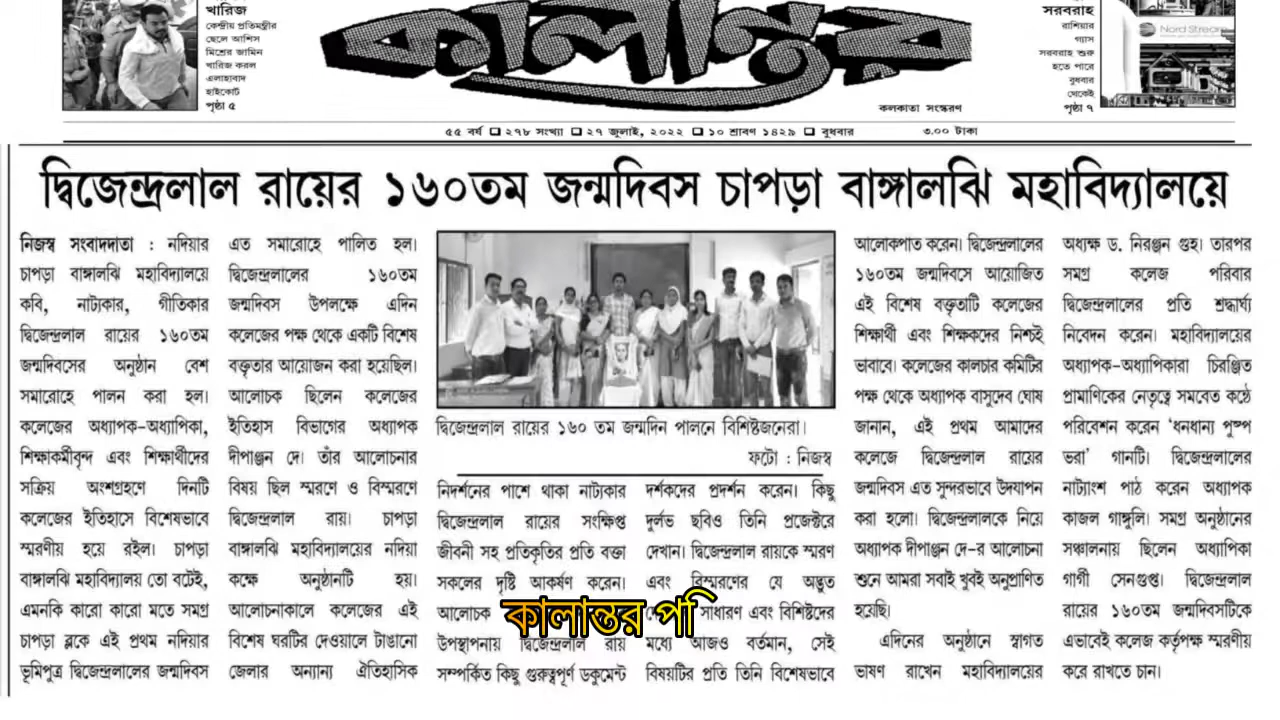 খারিজ
কেন্দ্রীয় প্রতিমন্ত্রীর
ছেলে আশিস
মিশ্রের জামিন
খারিজ করল
এলাহাবাদ
হাইকোর্ট
পৃষ্ঠা ৫
কালান্তর
কলকাতা সংস্করণ
সরবরাহ
রাশিয়ার
গ্যাস
সরবরাহ শুরু
হতে পারে
বুধবার
থেকেই
পৃষ্ঠা ৭
Nord Stream
৫৫ বর্ষ ❑ ২৭৮ সংখ্যা ❑ ২৭ জুলাই, ২০২২ ❑ ১০ শ্রাবণ ১৪২৯ ❑ বুধবার ৩.০০ টাকা
দ্বিজেন্দ্রলাল রায়ের ১৬০তম জন্মদিবস চাপড়া বাঙ্গালঝি মহাবিদ্যালয়ে
নিজস্ব সংবাদদাতা : নদিয়ার
চাপড়া বাঙ্গালঝি মহাবিদ্যালয়ে
কবি, নাট্যকার, গীতিকার
দ্বিজেন্দ্রলাল রায়ের ১৬০তম
জন্মদিবসের অনুষ্ঠান বেশ
সমারোহে পালন করা হল।
কলেজের অধ্যাপক-অধ্যাপিকা,
শিক্ষাকর্মীবৃন্দ এবং শিক্ষার্থীদের
সক্রিয় অংশগ্রহণে দিনটি
কলেজের ইতিহাসে বিশেষভাবে
স্মরণীয় হয়ে রইল। চাপড়া
বাঙ্গালঝি মহাবিদ্যালয় তো বটেই,
এমনকি কারো কারো মতে সমগ্র
চাপড়া ব্লকে এই প্রথম নদিয়ার
ভূমিপুত্র দ্বিজেন্দ্রলালের জন্মদিবস
এত সমারোহে পালিত হল।
দ্বিজেন্দ্রলালের ১৬০তম
জন্মদিবস উপলক্ষে এদিন
কলেজের পক্ষ থেকে একটি বিশেষ
বক্তৃতার আয়োজন করা হয়েছিল।
আলোচক ছিলেন কলেজের
ইতিহাস বিভাগের অধ্যাপক
দীপাঞ্জন দে। তাঁর আলোচনার
বিষয় ছিল স্মরণে ও বিস্মরণে
দ্বিজেন্দ্রলাল রায়। চাপড়া
বাঙ্গালঝি মহাবিদ্যালয়ের নদিয়া
কক্ষে অনুষ্ঠানটি হয়।
আলোচনাকালে কলেজের এই
বিশেষ ঘরটির দেওয়ালে টাঙানো
জেলার অন্যান্য ঐতিহাসিক
দ্বিজেন্দ্রলাল রায়ের ১৬০ তম জন্মদিন পালনে বিশিষ্টজনেরা।
ফটো : নিজস্ব
নিদর্শনের পাশে থাকা নাট্যকার
দ্বিজেন্দ্রলাল রায়ের সংক্ষিপ্ত
জীবনী সহ প্রতিকৃতির প্রতি বক্তা
সকলের দৃষ্টি আকর্ষণ করেন।
আলোচক
উপস্থাপনায় দ্বিজেন্দ্রলাল রায়
সম্পর্কিত কিছু গুরুত্বপূর্ণ ডকুমেন্ট
দর্শকদের প্রদর্শন করেন। কিছু
দুর্লভ ছবিও তিনি প্রজেক্টরে
দেখান। দ্বিজেন্দ্রলাল রায়কে স্মরণ
এবং বিস্মরণের যে অদ্ভুত
সাধারণ এবং বিশিষ্টদের
মধ্যে আজও বর্তমান, সেই
বিষয়টির প্রতি তিনি বিশেষভাবে
কালান্তর পত্রি
আলোকপাত করেন। দ্বিজেন্দ্রলালের
১৬০তম জন্মদিবসে আয়োজিত
এই বিশেষ বক্তৃতাটি কলেজের
শিক্ষার্থী এবং শিক্ষকদের নিশ্চই
ভাবাবে। কলেজের কালচার কমিটির
পক্ষ থেকে অধ্যাপক বাসুদেব ঘোষ
জানান, এই প্রথম আমাদের
কলেজে দ্বিজেন্দ্রলাল রায়ের
জন্মদিবস এত সুন্দরভাবে উদযাপন
করা হলো। দ্বিজেন্দ্রলালকে নিয়ে
অধ্যাপক দীপাঞ্জন দে-র আলোচনা
শুনে আমরা সবাই খুবই অনুপ্রাণিত
হয়েছি।
এদিনের অনুষ্ঠানে স্বাগত
ভাষণ রাখেন মহাবিদ্যালয়ের
অধ্যক্ষ ড. নিরঞ্জন গুহ। তারপর
সমগ্র কলেজ পরিবার
দ্বিজেন্দ্রলালের প্রতি শ্রদ্ধার্ঘ্য
নিবেদন করেন। মহাবিদ্যালয়ের
অধ্যাপক-অধ্যাপিকারা চিরঞ্জিত
প্রামাণিকের নেতৃত্বে সমবেত কণ্ঠে
পরিবেশন করেন ‘ধনধান্য পুষ্প
ভরা’ গানটি। দ্বিজেন্দ্রলালের
নাট্যাংশ পাঠ করেন অধ্যাপক
কাজল গাঙ্গুলি। সমগ্র অনুষ্ঠানের
সঞ্চালনায় ছিলেন অধ্যাপিকা
গার্গী সেনগুপ্ত। দ্বিজেন্দ্রলাল
রায়ের ১৬০তম জন্মদিবসটিকে
এভাবেই কলেজ কর্তৃপক্ষ স্মরণীয়
করে রাখতে চান।